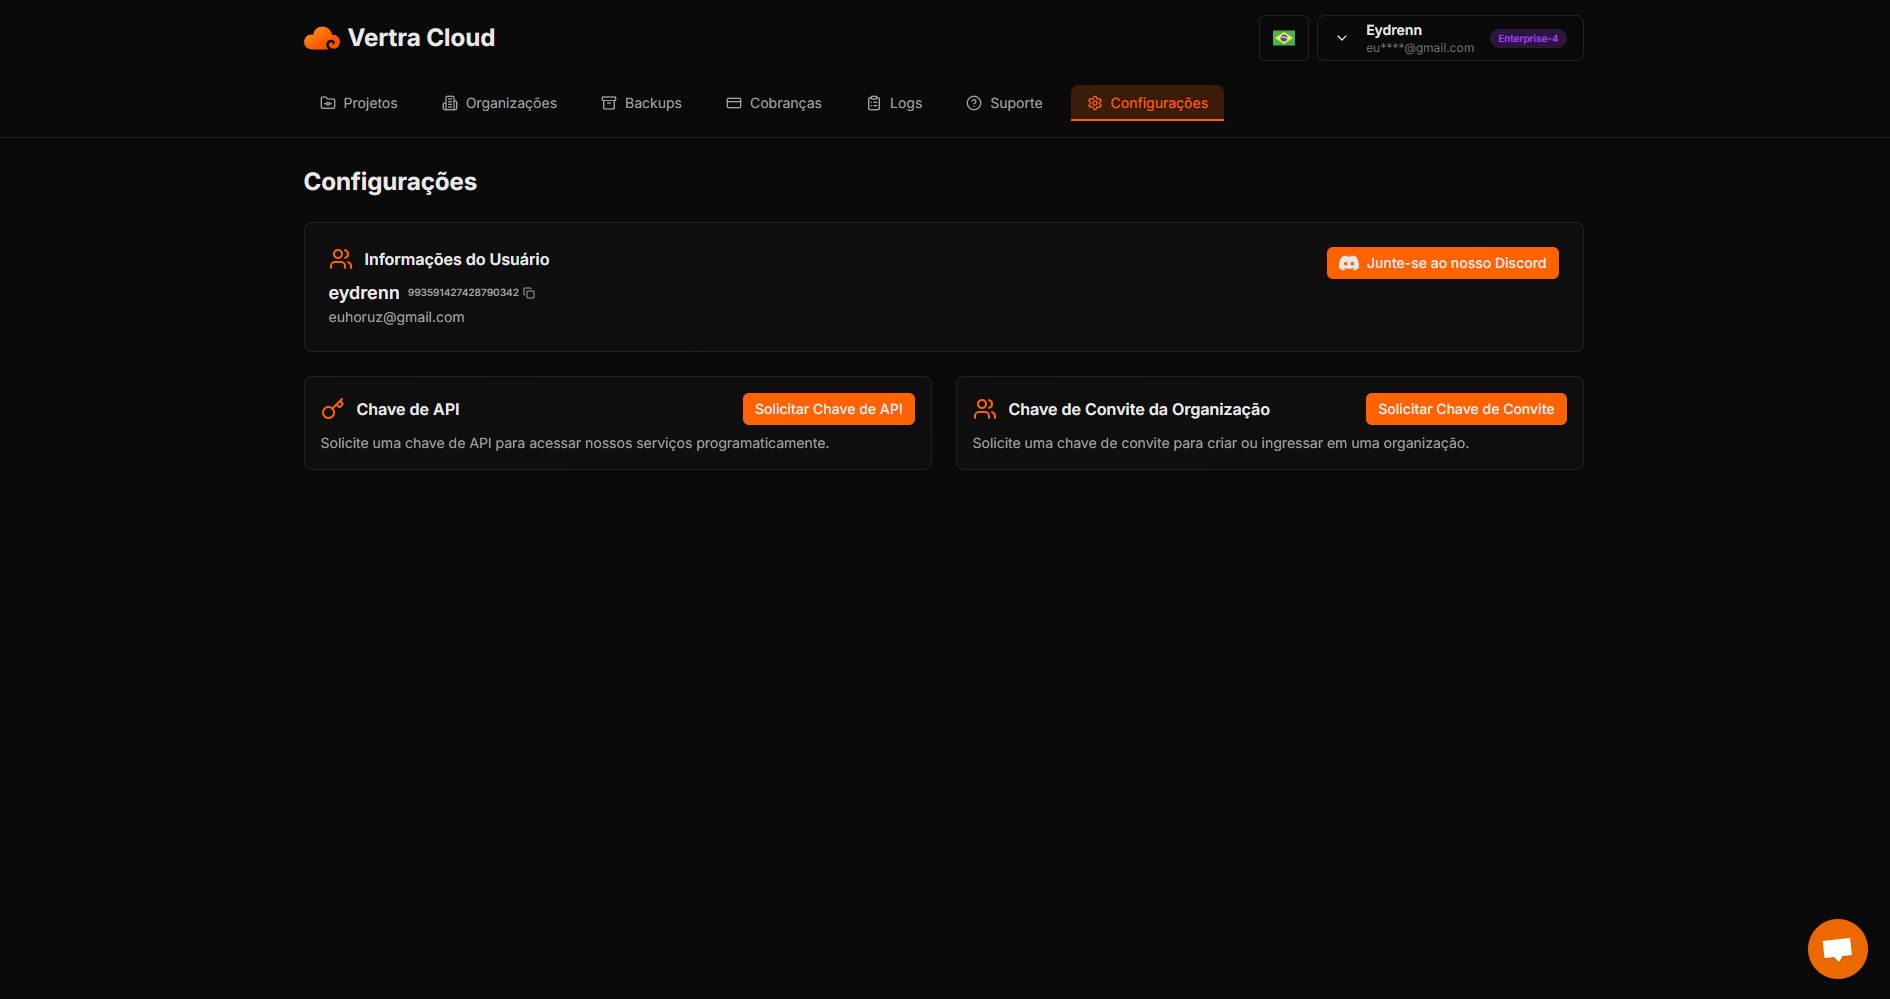 Vertra Cloud
Eydrenn
eu****@gmail.com
Enterprise-4
Projetos
Organizações
Backups
Cobranças
Logs
Suporte
Configurações
Configurações
Informações do Usuário
Junte-se ao nosso Discord
eydrenn 993591427428790342
euhoruz@gmail.com
Chave de API
Solicitar Chave de API
Solicite uma chave de API para acessar nossos serviços programaticamente.
Chave de Convite da Organização
Solicitar Chave de Convite
Solicite uma chave de convite para criar ou ingressar em uma organização.